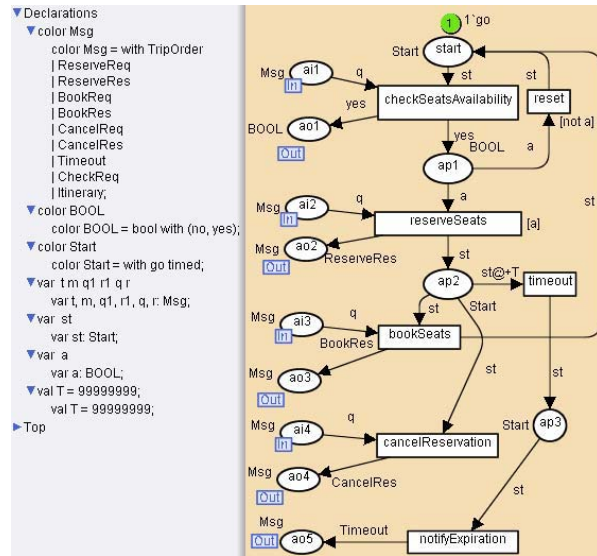 Declarations
color Msg
color Msg = with TripOrder
| ReserveReq
| ReserveRes
| BookReq
| BookRes
| CancelReq
| CancelRes
| Timeout
| CheckReq
| Itinerary;
color BOOL
color BOOL = bool with (no, yes);
color Start
color Start = with go timed;
var t m q1 r1 q r
var t, m, q1, r1, q, r: Msg;
var st
var st: Start;
var a
var a: BOOL;
val T = 99999999;
val T = 99999999;
Top
1 1`go
Start start
st st
Msg ai1 q
In
checkSeatsAvailability reset
yes
BOOL ao1
Out
yes
BOOL a [not a]
ap1
a
st
Msg ai2 q
In
reserveSeats [a]
Msg ao2
Out ReserveRes
st
ap2 st@+T timeout
Start
st
Msg ai3 q
In
BookRes bookSeats
Msg ao3
Out
st
st
Msg ai4 q
In
Start ap3
cancelReservation
Msg ao4
Out CancelRes
st
Msg
Out ao5 Timeout notifyExpiration